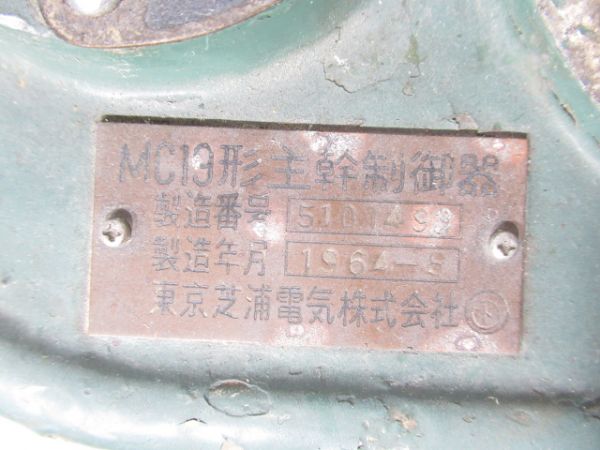 MC19形主幹制御器
製造番号
製造年月 1964-9
東京芝浦電気株式会社